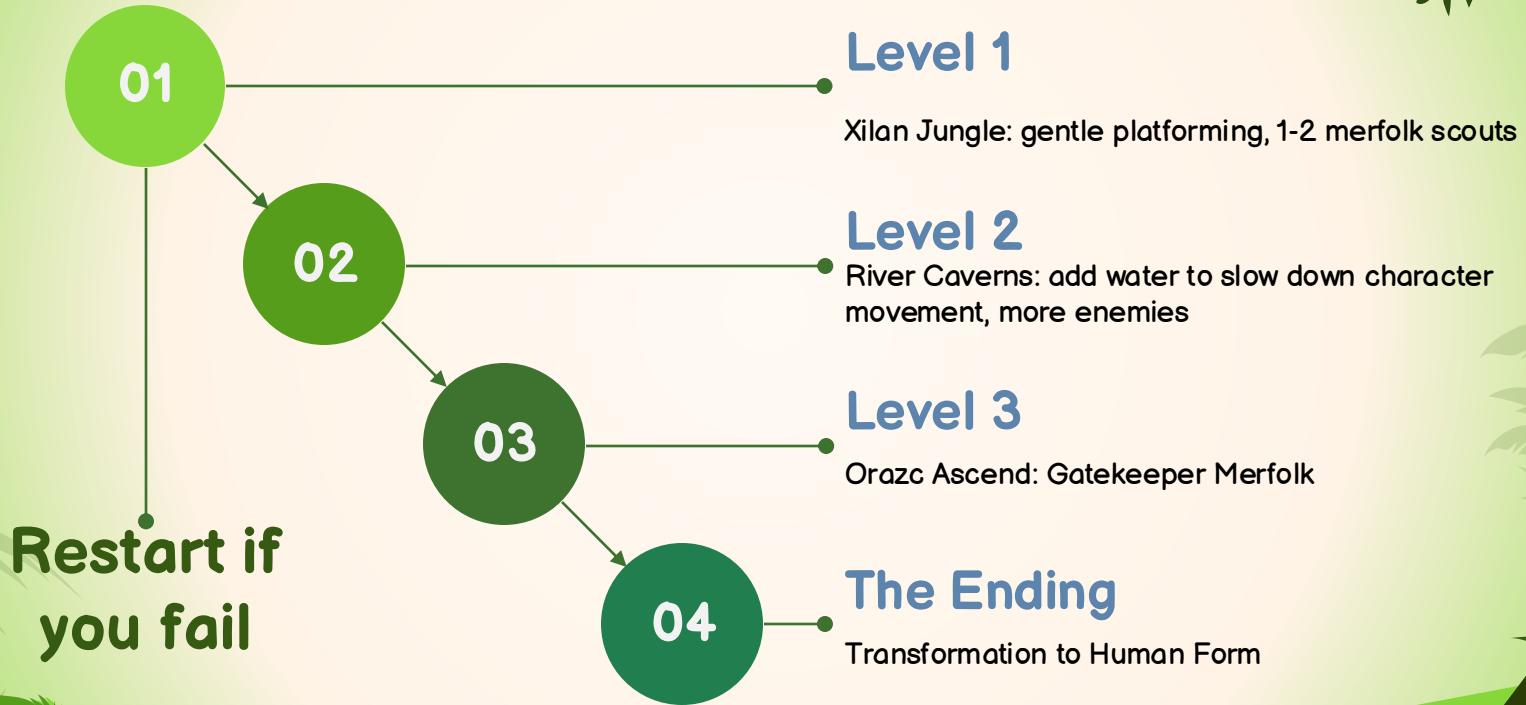 01
Level 1
Xilan Jungle: gentle platforming, 1-2 merfolk scouts
02
Level 2
River Caverns: add water to slow down character
movement, more enemies
03
Level 3
Orazc Ascend: Gatekeeper Merfolk
Restart if
you fail
04
The Ending
Transformation to Human Form